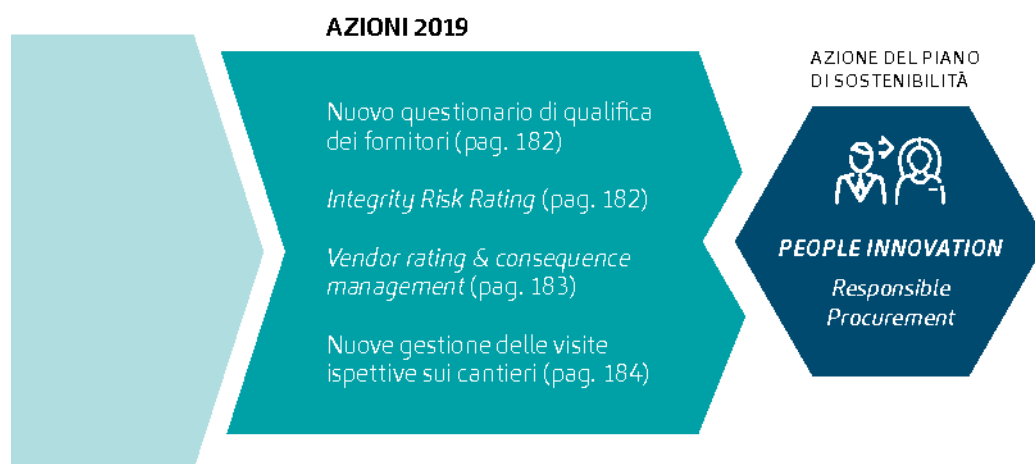 AZIONI 2019
Nuovo questionario di qualifica
dei fornitori (pag. 182)
Integrity Risk Rating (pag. 182)
Vendor rating & consequence
management (pag. 183)
Nuove gestione delle visite
ispettive sui cantieri (pag. 184)
AZIONE DEL PIANO
DI SOSTENIBILITÀ
PEOPLE INNOVATION
Responsible
Procurement